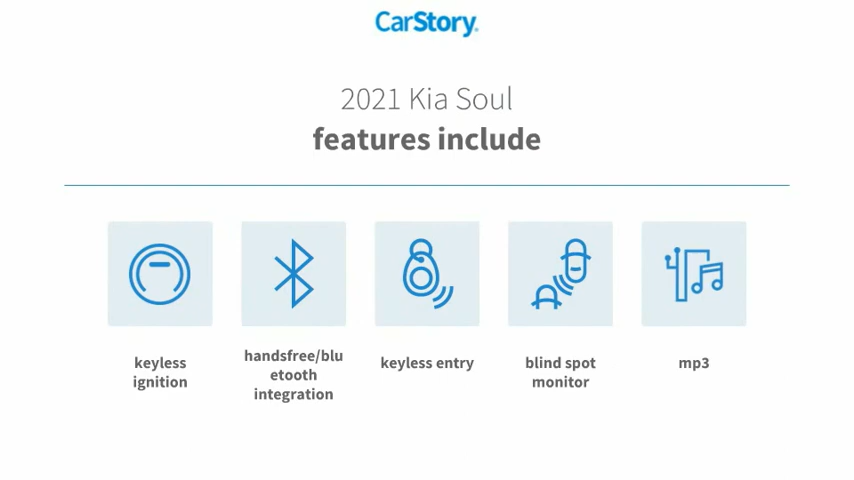 CarStory
2021 Kia Soul
features include
keyless
ignition
handsfree/blu
etooth
integration
keyless entry
blind spot
monitor
mp3